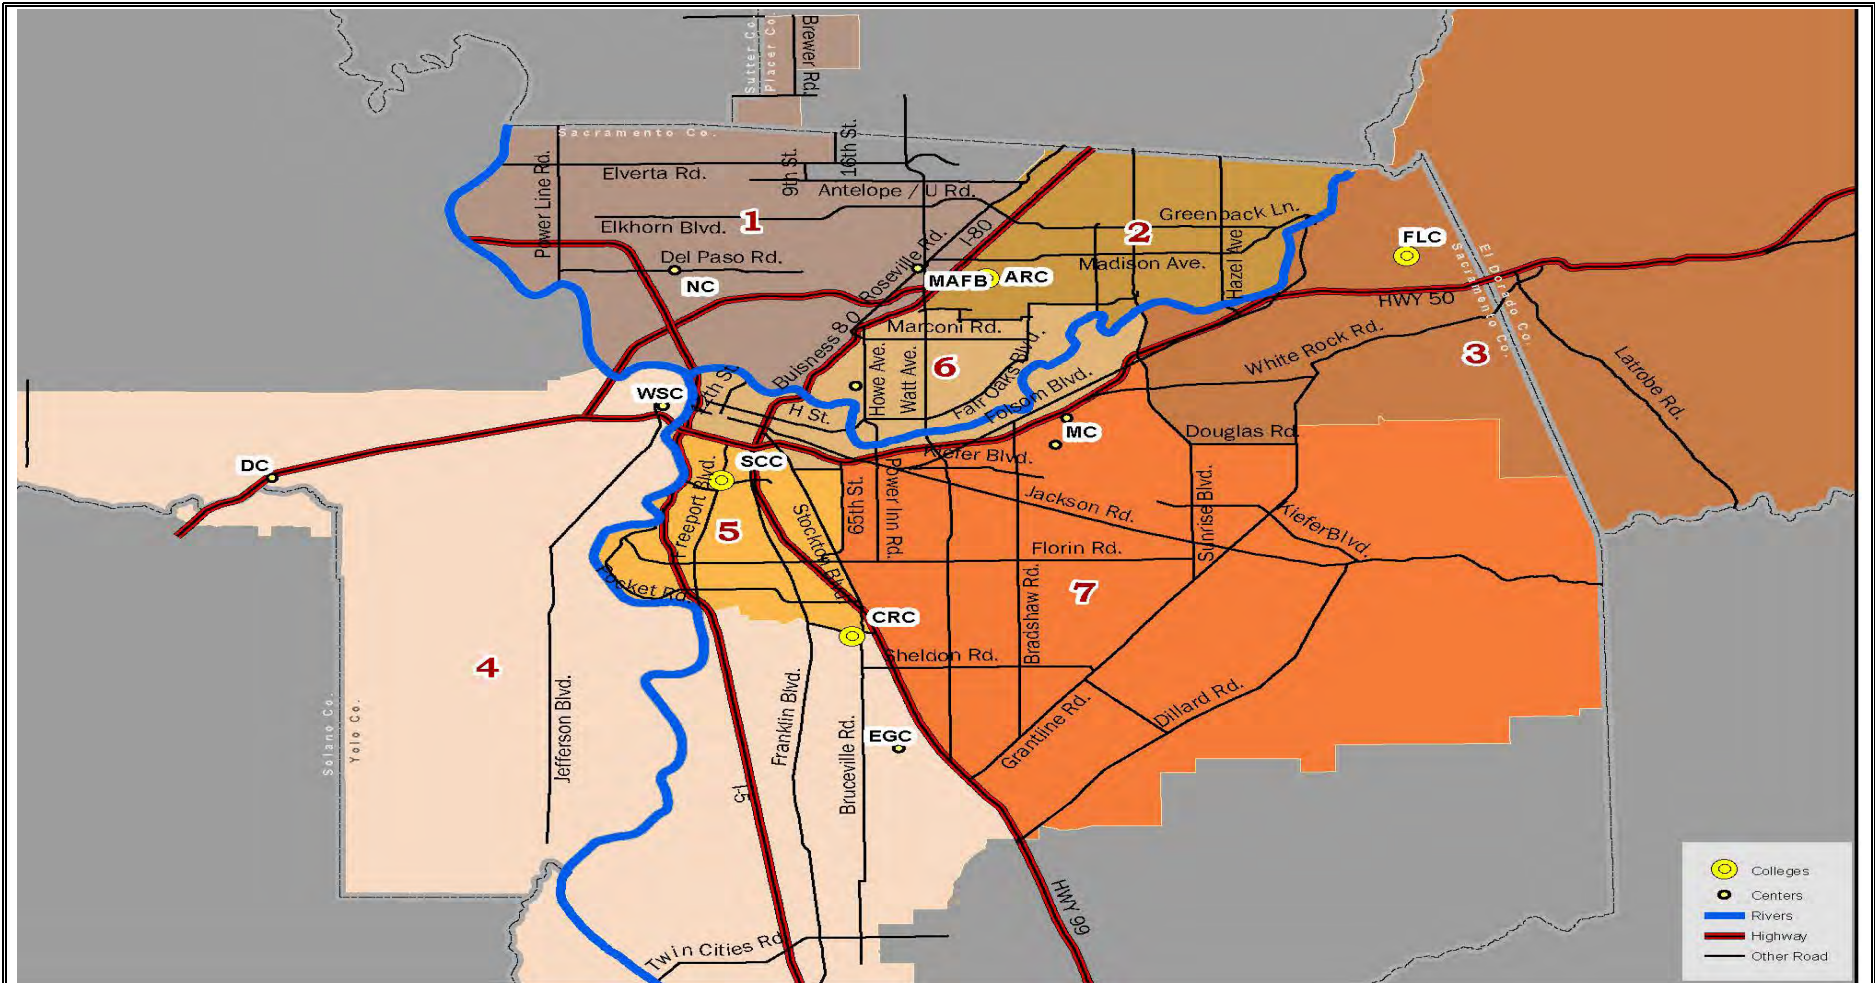 Sutter Co.
Placer Co.
Brewer Rd.
Sacramento Co.
16th St.
9th St.
Power Line Rd.
Elverta Rd.
Antelope / U Rd.
Elkhorn Blvd.
1
Greenback Ln.
2
FLC
Roseville Rd.
I-80
Hazel Ave
Del Paso Rd.
NC
MAFB
ARC
Madison Ave.
El Dorado Co.
Sacramento Co.
HWY 50
Buisness 80
Marconi Rd.
White Rock Rd.
3
Latrobe Rd.
Howe Ave.
Watt Ave.
6
Fair Oaks Blvd.
Folsom Blvd.
WSC
H St.
MC
Douglas Rd.
DC
SCC
Kiefer Blvd.
Freeport Blvd.
Stockton Blvd.
65th St.
Power Inn Rd.
Jackson Rd.
Sunrise Blvd.
KieferBlvd.
5
Florin Rd.
Pocket Rd.
Bradshaw Rd.
7
CRC
Sheldon Rd.
4
Jefferson Blvd.
Franklin Blvd.
Bruceville Rd.
Grantline Rd.
Dillard Rd.
Solano Co.
Yolo Co.
EGC
I-5
HWY 99
Twin Cities Rd.
Colleges
Centers
Rivers
Highway
Other Road